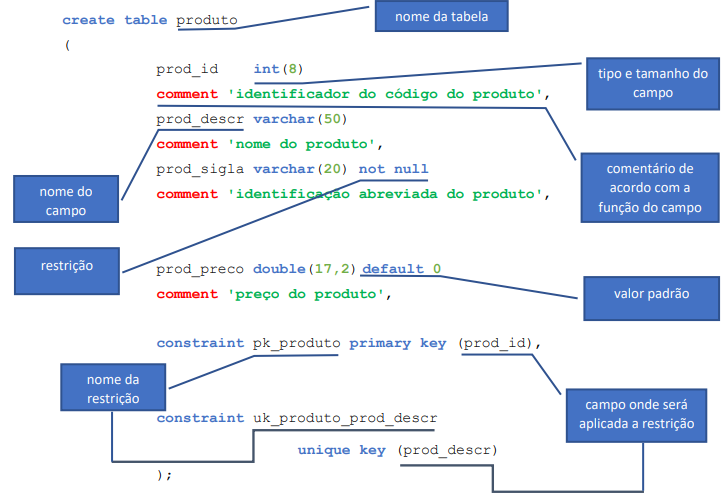 create table produto
nome da tabela
(
prod_id int(8)
tipo e tamanho do
campo
comment 'identificador do código do produto',
prod_descr varchar(50)
comment 'nome do produto',
prod_sigla varchar(20) not null
comment 'identificação abreviada do produto',
comentário de
acordo com a
função do campo
nome do
campo
restrição
prod_preco double(17,2) default 0
comment 'preço do produto',
valor padrão
constraint pk_produto primary key (prod_id),
nome da
restrição
campo onde será
aplicada a restrição
constraint uk_produto_prod_descr
unique key (prod_descr)
);